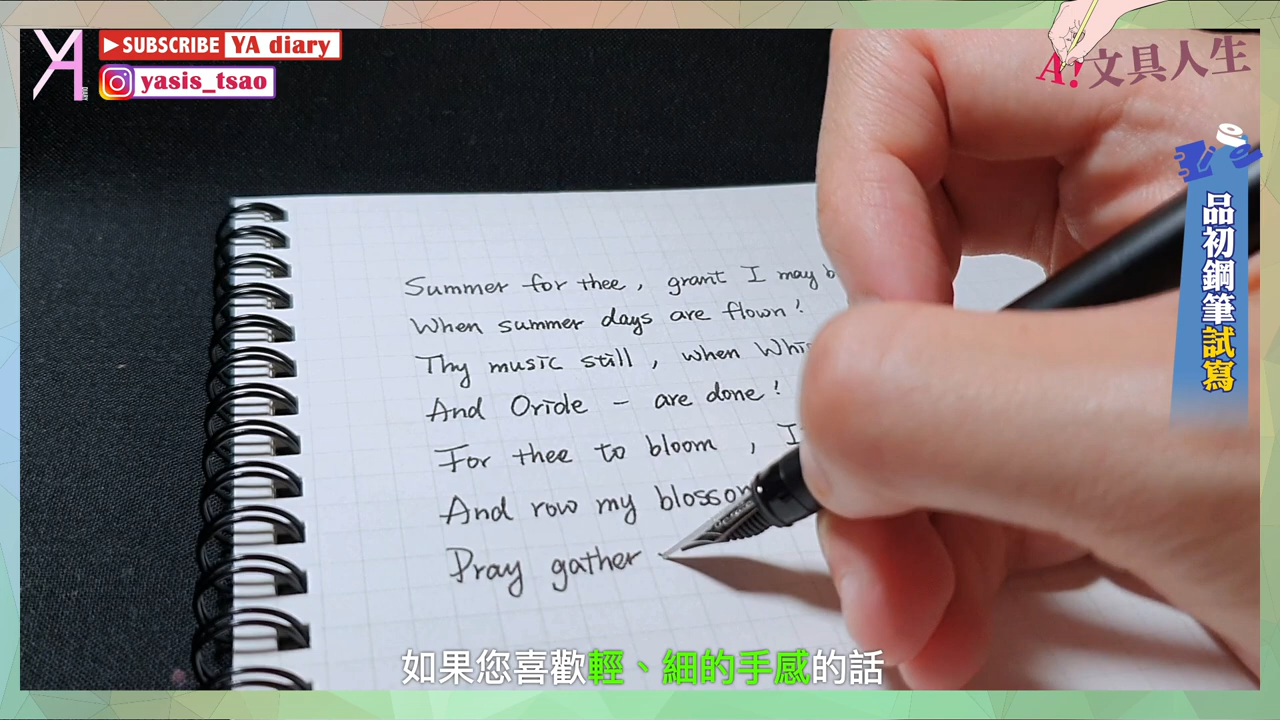 YA
DIARY
SUBSCRIBE YA diary
yasis_tsao
A!文具人生
品初鋼筆試寫
Summer for thee, grant I may b
When summer days are flown!
Thy music still, when Whi
And Oriole - are done!
For thee to bloom, I
And row my blossom
Pray gather
如果您喜歡輕、細的手感的話